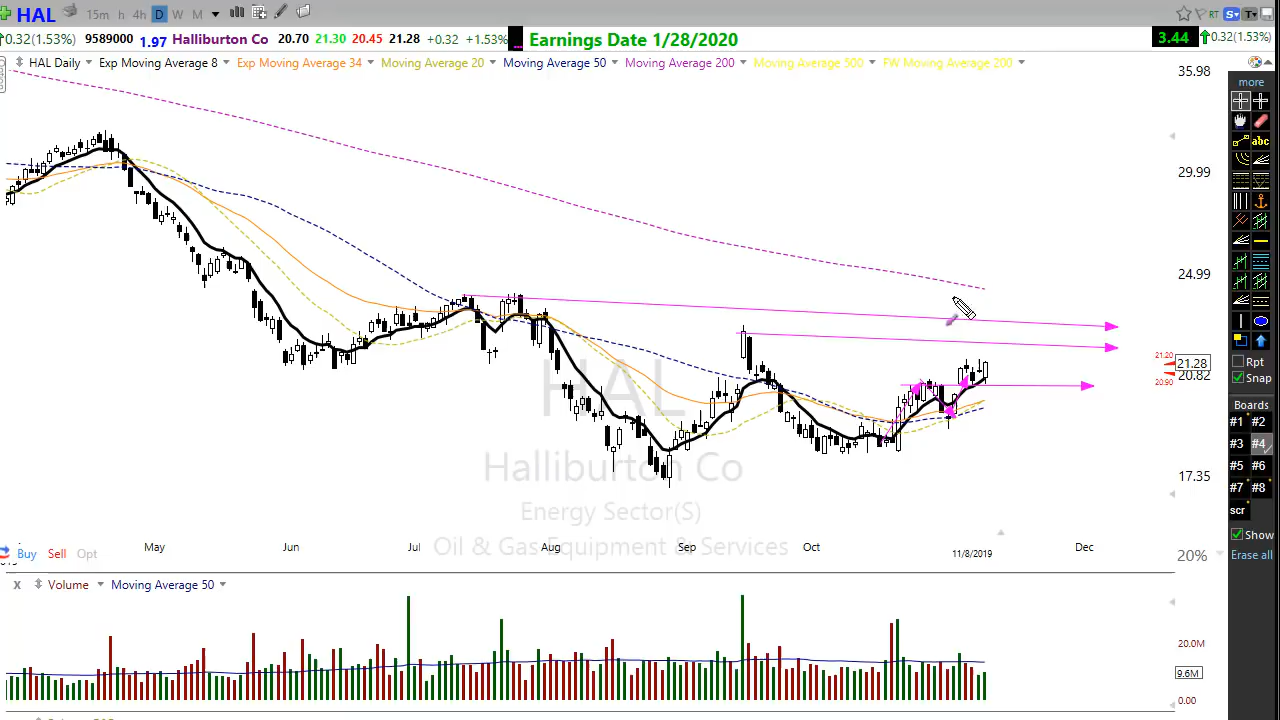 HAL 15m h 4h D W M RT S T
0.32(1.53%) 9589000 1.97 Halliburton Co 20.70 21.30 20.45 21.28 +0.32 +1.53% Earnings Date 1/28/2020 3.44 0.32(1.53%)
HAL Daily Exp Moving Average 8 Exp Moving Average 34 Moving Average 20 Moving Average 50 Moving Average 200 Moving Average 500 FW Moving Average 200
35.98
more
abc
29.99
24.99
21.20
21.28
20.82
20.90
Rpt
Snap
HAL
Halliburton Co
Energy Sector(S)
Oil & Gas Equipment & Services
17.35
Boards
#1 #2
#3 #4
#5 #6
#7 #8
scr
Show
Erase all
Buy Sell Opt
May Jun Jul Aug Sep Oct 11/8/2019 Dec
20%
X Volume Moving Average 50
20.0M
9.6M
0.00